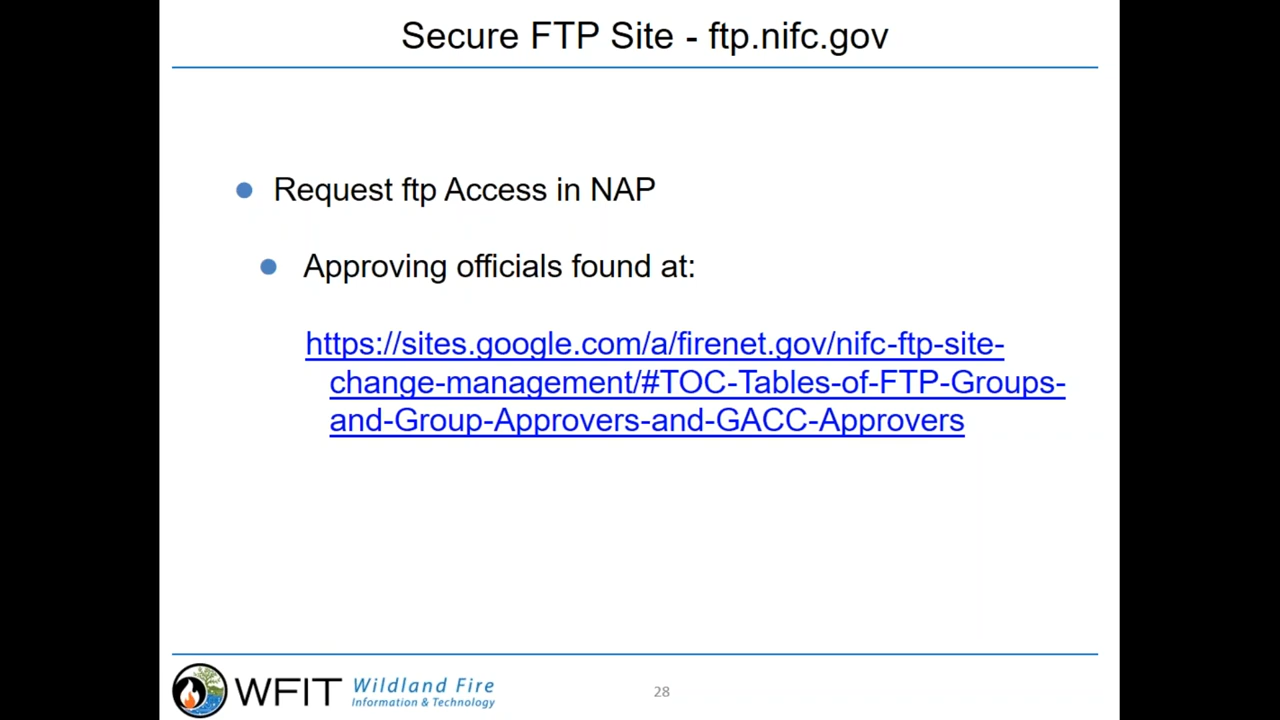 Secure FTP Site - ftp.nifc.gov
Request ftp Access in NAP
Approving officials found at:
https://sites.google.com/a/firenet.gov/nifc-ftp-site-
change-management/#TOC-Tables-of-FTP-Groups-
and-Group-Approvers-and-GACC-Approvers
WFIT Wildland Fire
Information & Technology
28